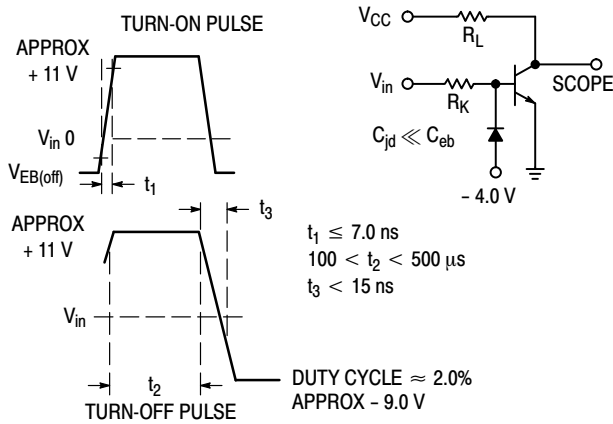 TURN-ON PULSE
APPROX
+ 11 V
V_in 0
V_EB(off)
t_1
t_3
APPROX
+ 11 V
V_in
t_2
TURN-OFF PULSE
V_CC
R_L
V_in
R_K
SCOPE
C_jd ≪ C_eb
– 4.0 V
t_1 ≤ 7.0 ns
100 < t_2 < 500 μs
t_3 < 15 ns
DUTY CYCLE ≈ 2.0%
APPROX – 9.0 V